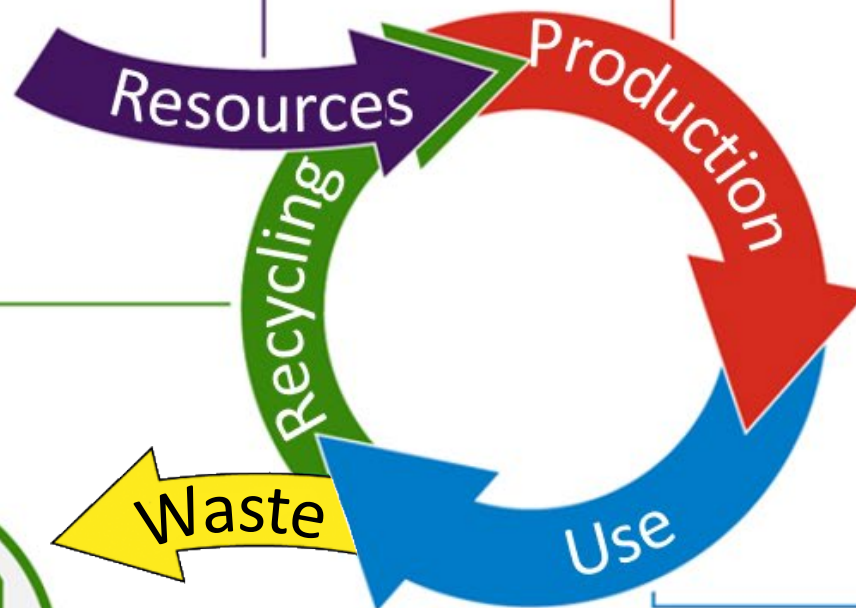 Resources
Production
Recycling
Waste
Use